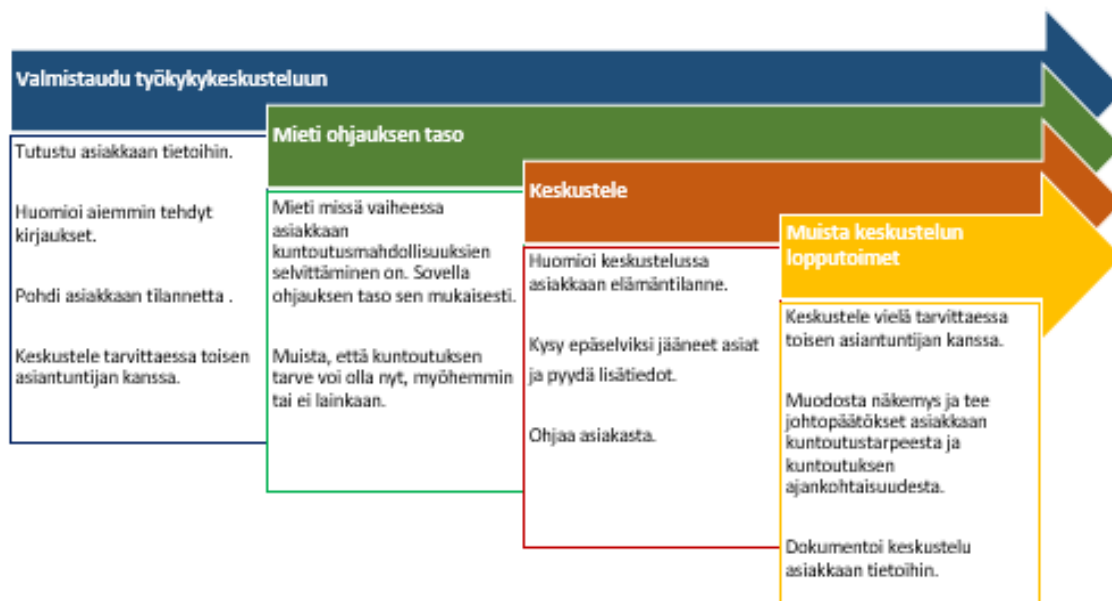 Valmistaudu työkykykeskusteluun
Tutustu asiakkaan tietoihin.
Huomioi aiemmin tehdyt
kirjaukset.
Pohdi asiakkaan tilannetta .
Keskustele tarvittaessa toisen
asiantuntijan kanssa.
Mieti ohjauksen taso
Mieti missä vaiheessa
asiakkaan
kuntoutusmahdollisuuksien
selvittäminen on. Sovella
ohjauksen taso sen mukaisesti.
Muista, että kuntoutuksen
tarve voi olla nyt, myöhemmin
tai ei lainkaan.
Keskustele
Huomioi keskustelussa
asiakkaan elämäntilanne.
Kysy epäselviksi jääneet asiat
ja pyydä lisätiedot.
Ohjaa asiakasta.
Muista keskustelun
lopputoimet
Keskustele vielä tarvittaessa
toisen asiantuntijan kanssa.
Muodosta näkemys ja tee
johtopäätökset asiakkaan
kuntoutustarpeesta ja
kuntoutuksen
ajankohtaisuudesta.
Dokumentoi keskustelu
asiakkaan tietoihin.